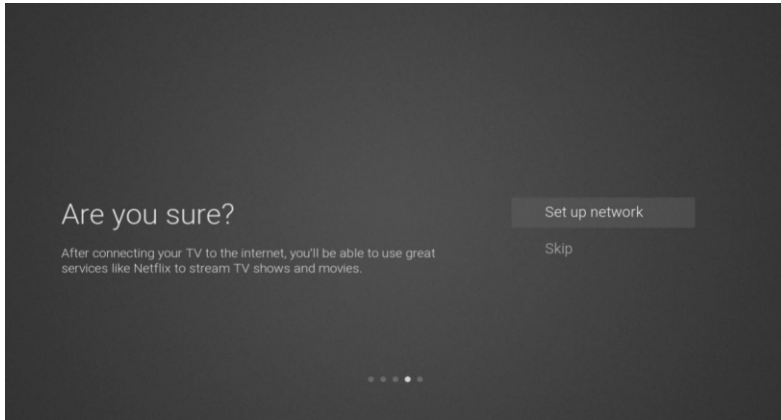 Are you sure?
After connecting your TV to the internet, you'll be able to use great
services like Netflix to stream TV shows and movies.
Set up network
Skip